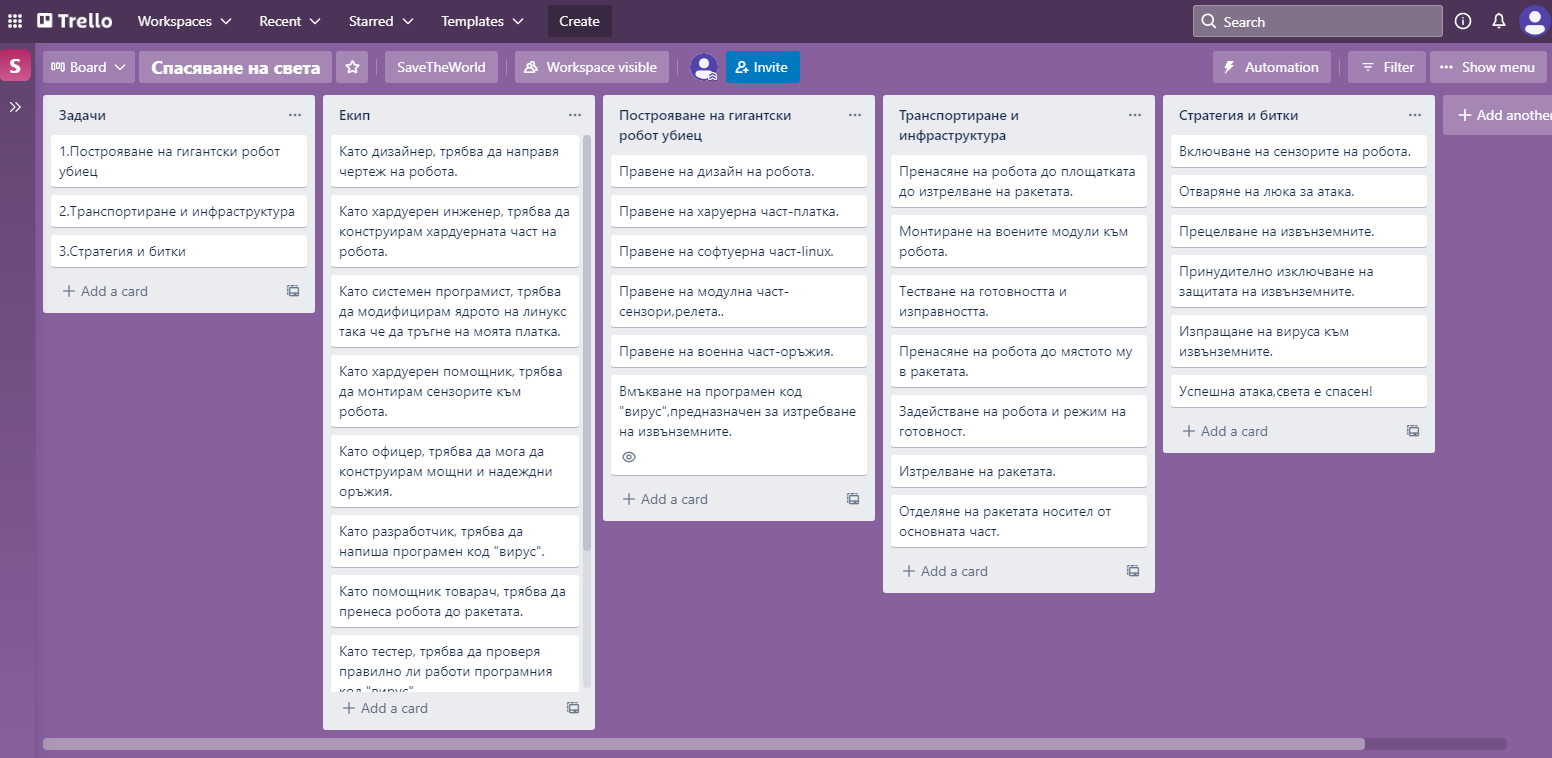 Trello
Workspaces
Recent
Starred
Templates
Create
Search
S
Board
Спасяване на света
SaveTheWorld
Workspace visible
Invite
Automation
Filter
Show menu
Задачи
1.Построяване на гигантски робот
убиец
2.Транспортиране и инфраструктура
3.Стратегия и битки
Add a card
Екип
Като дизайнер, трябва да направя
чертеж на робота.
Като хардуерен инженер, трябва да
конструирам хардуерната част на
робота.
Като системен програмист, трябва
да модифицирам ядрото на линукс
така че да тръгне на моята платка.
Като хардуерен помощник, трябва
да монтирам сензорите към
робота.
Като офицер, трябва да мога да
конструирам мощни и надеждни
оръжия.
Като разработчик, трябва да
напиша програмен код "вирус".
Като помощник товарач, трябва да
пренеса робота до ракетата.
Като тестер, трябва да проверя
правилно ли работи програмния
код "вирус"
Add a card
Построяване на гигантски
робот убиец
Правене на дизайн на робота.
Правене на харуерна част-платка.
Правене на софтуерна част-linux.
Правене на модулна част-
сензори,релета..
Правене на военна част-оръжия.
Вмъкване на програмен код
"вирус",предназначен за изтребване
на извънземните.
Add a card
Транспортиране и
инфраструктура
Пренасяне на робота до площатката
до изтрелване на ракетата.
Монтиране на воените модули към
робота.
Тестване на готовността и
изправността.
Пренасяне на робота до мястото му
в ракетата.
Задействане на робота и режим на
готовност.
Изтрелване на ракетата.
Отделяне на ракетата носител от
основната част.
Add a card
Стратегия и битки
Включване на сензорите на робота.
Отваряне на люка за атака.
Прецелване на извънземните.
Принудително изключване на
защитата на извънземните.
Изпращане на вируса към
извънземните.
Успешна атака,света е спасен!
Add a card
Add another